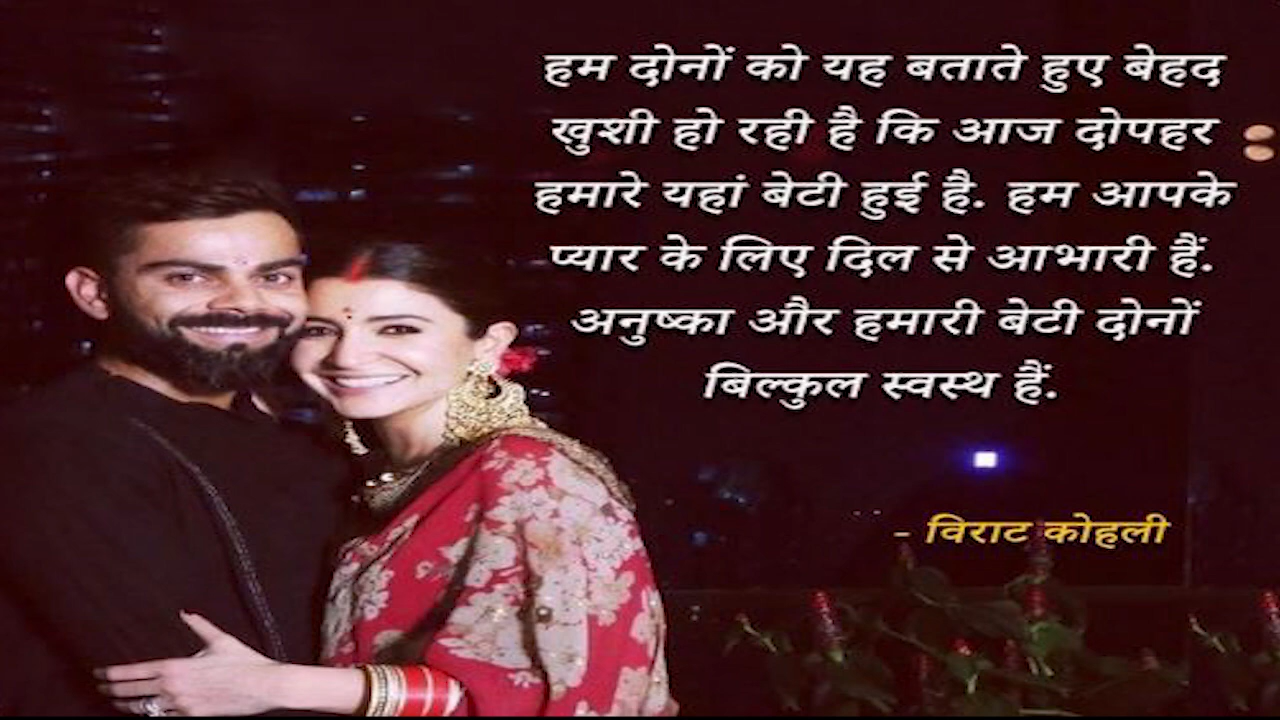 हम दोनों को यह बताते हुए बेहद
खुशी हो रही है कि आज दोपहर
हमारे यहां बेटी हुई है. हम आपके
प्यार के लिए दिल से आभारी हैं.
अनुष्का और हमारी बेटी दोनों
बिल्कुल स्वस्थ हैं.
- विराट कोहली